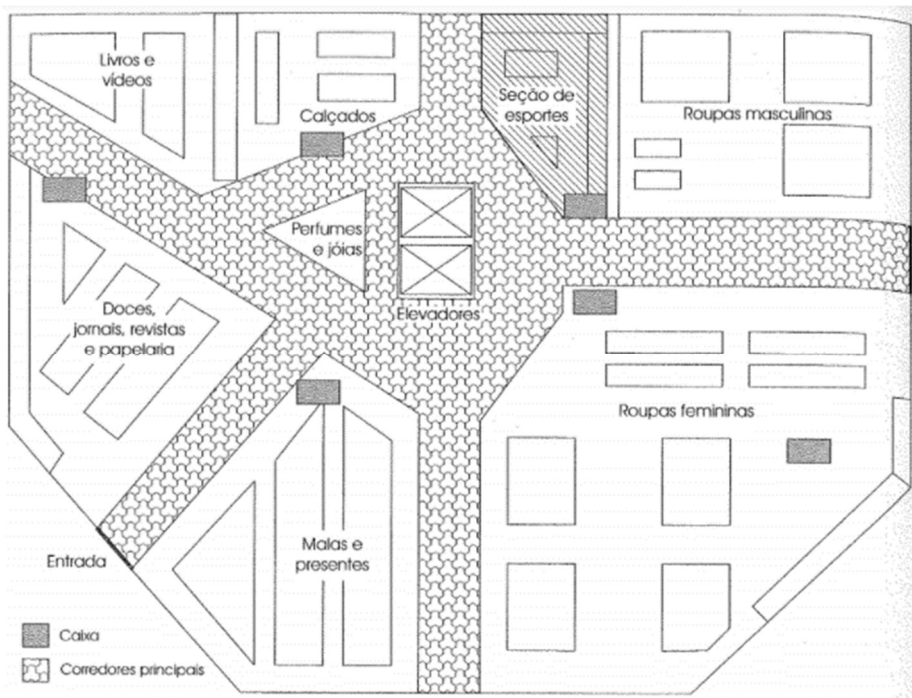 Livros e
vídeos
Calçados
Seção de
esportes
Roupas masculinas
Perfumes
e jóias
Elevadores
Doces,
jornais, revistas
e papelaria
Roupas femininas
Malas e
presentes
Entrada
Caixa
Corredores principais